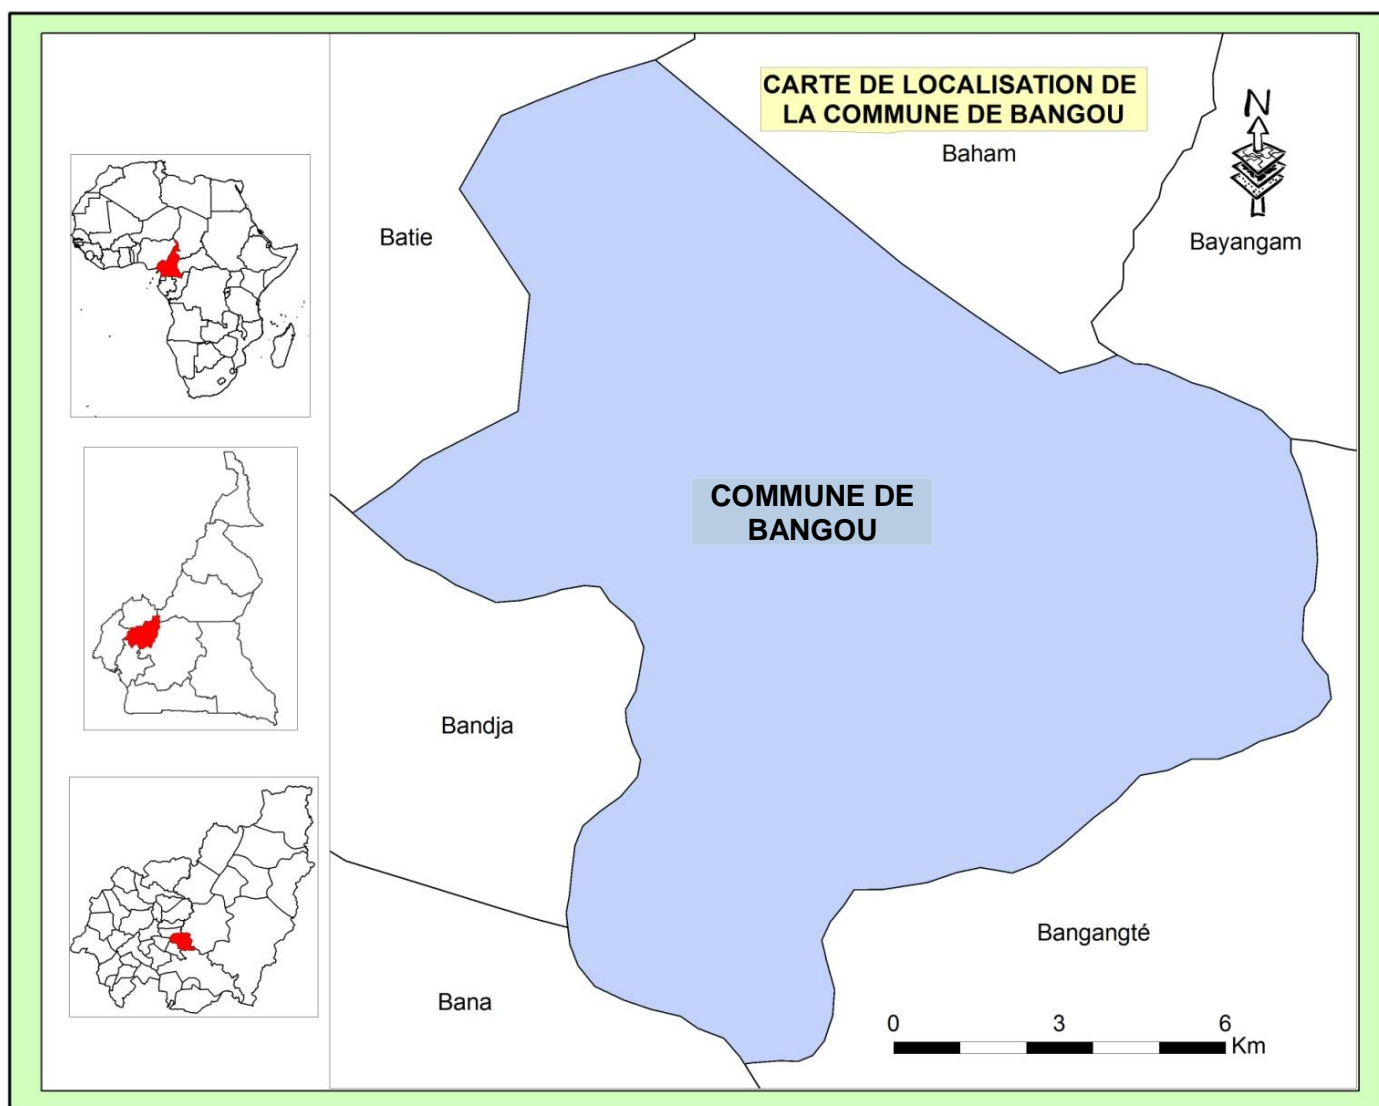 CARTE DE LOCALISATION DE
LA COMMUNE DE BANGOU
N
Baham
Batie
Bayangam
COMMUNE DE
BANGOU
Bandja
Bangangté
Bana
0 3 6
Km